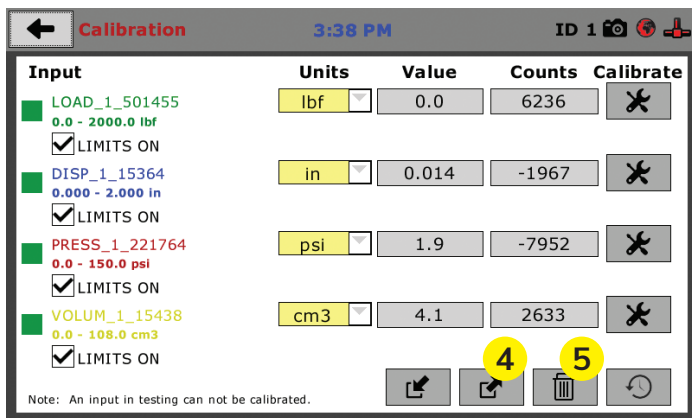 Calibration 3:38 PM ID 1
Input Units Value Counts Calibrate
LOAD_1_501455 lbf 0.0 6236
0.0 - 2000.0 lbf
LIMITS ON
DISP_1_15364 in 0.014 -1967
0.000 - 2.000 in
LIMITS ON
PRESS_1_221764 psi 1.9 -7952
0.0 - 150.0 psi
LIMITS ON
VOLUM_1_15438 cm3 4.1 2633
0.0 - 108.0 cm3
LIMITS ON
4 5
Note: An input in testing can not be calibrated.